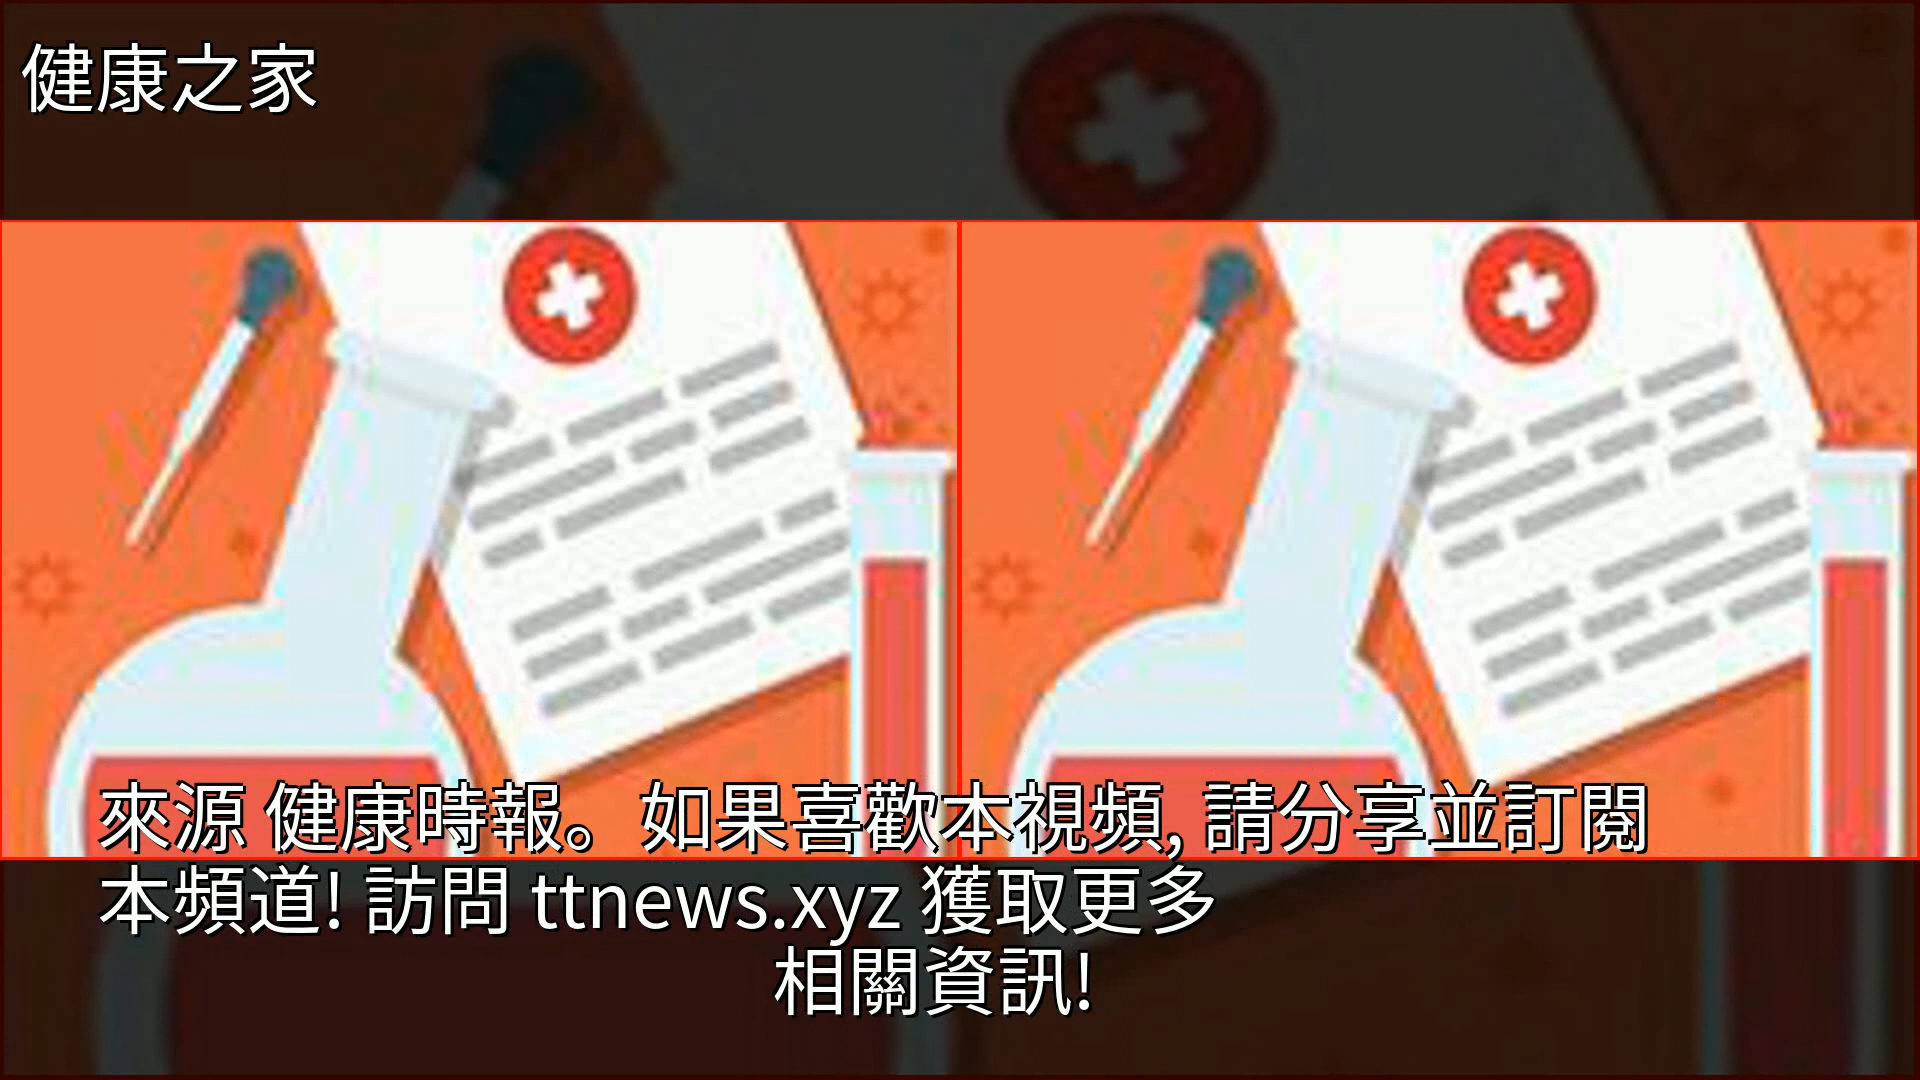 健康之家
來源 健康時報。如果喜歡本視頻, 請分享並訂閱
本頻道! 訪問 ttnews.xyz 獲取更多
相關資訊!